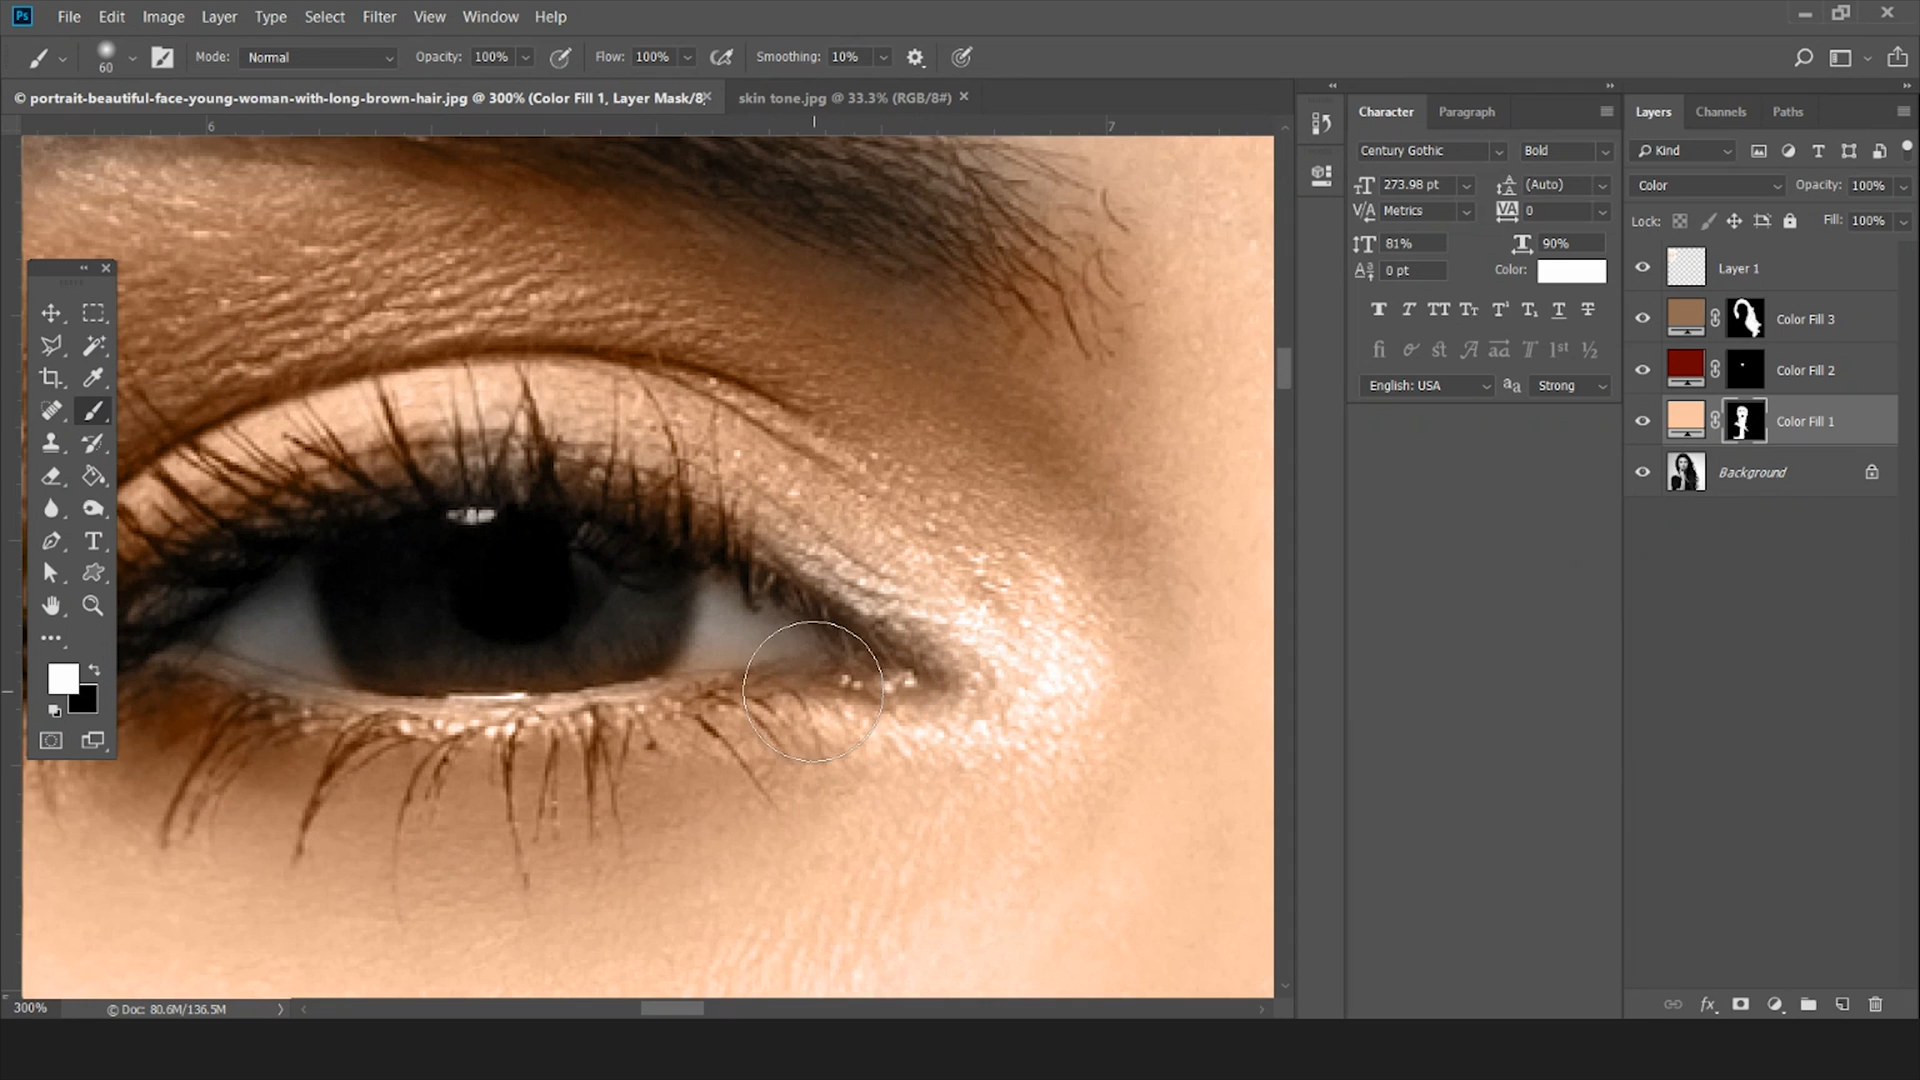 Ps File Edit Image Layer Type Select Filter View Window Help
60 Mode: Normal Opacity: 100% Flow: 100% Smoothing: 10%
© portrait-beautiful-face-young-woman-with-long-brown-hair.jpg @ 300% (Color Fill 1, Layer Mask/8)
skin tone.jpg @ 33.3% (RGB/8#)
6 7
Character Paragraph
Century Gothic Bold
273.98 pt (Auto)
Metrics 0
81% 90%
0 pt Color:
English: USA Strong
Layers Channels Paths
Kind
Color Opacity: 100%
Lock: Fill: 100%
Layer 1
Color Fill 3
Color Fill 2
Color Fill 1
Background
300% © Doc: 80.6M/136.5M